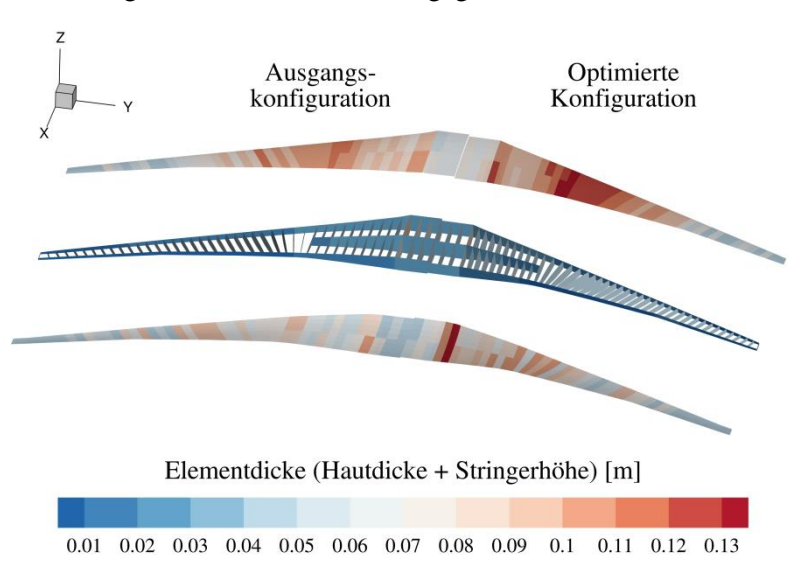 Z
Y
X
Ausgangs-
konfiguration
Optimierte
Konfiguration
Elementdicke (Hautdicke + Stringerhöhe) [m]
0.01 0.02 0.03 0.04 0.05 0.06 0.07 0.08 0.09 0.1 0.11 0.12 0.13